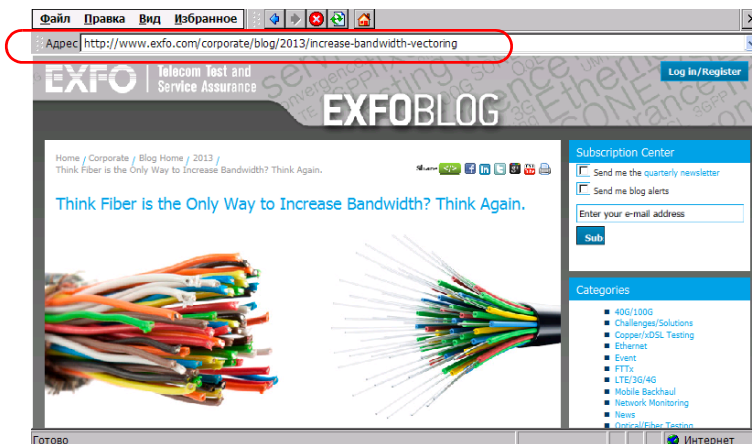 Файл Правка Вид Избранное
Адрес http://www.exfo.com/corporate/blog/2013/increase-bandwidth-vectoring
EXFO Telecom Test and
Service Assurance
Log in/Register
EXFOBLOG
Home / Corporate / Blog Home / 2013 /
Think Fiber is the Only Way to Increase Bandwidth? Think Again.
Share
Think Fiber is the Only Way to Increase Bandwidth? Think Again.
Subscription Center
Send me the quarterly newsletter
Send me blog alerts
Enter your e-mail address
Sub
Categories
40G/100G
Challenges/Solutions
Copper/xDSL Testing
Ethernet
Event
FTTx
LTE/3G/4G
Mobile Backhaul
Network Monitoring
News
Optical/Fiber Testing
Готово
Интернет